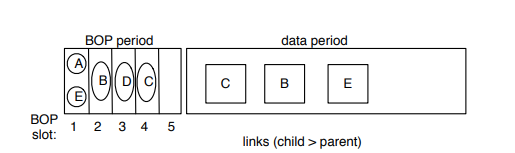 BOP period data period
A
E
B D C
C B E
BOP
slot: 1 2 3 4 5
links (child > parent)